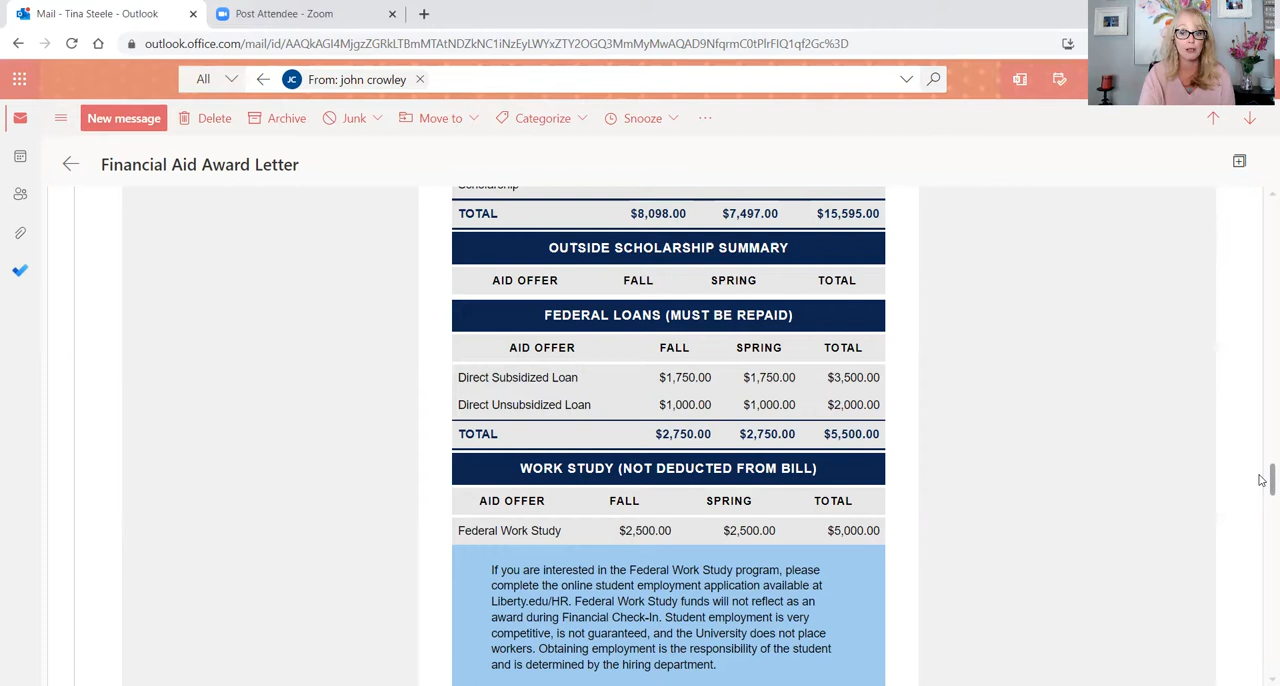 Mail - Tina Steele - Outlook
Post Attendee - Zoom
outlook.office.com/mail/id/AAQkAGI4MjgzZGRkLTBmMTAtNDZkNC1iNzEyLWYxZTY2OGQ3MmMyMwAQAD9NfqrmC0tPlrFIQ1qf2Gc%3D
All
JC
From: john crowley
New message
Delete
Archive
Junk
Move to
Categorize
Snooze
Financial Aid Award Letter
Scholarship
TOTAL $8,098.00 $7,497.00 $15,595.00
OUTSIDE SCHOLARSHIP SUMMARY
AID OFFER FALL SPRING TOTAL
FEDERAL LOANS (MUST BE REPAID)
AID OFFER FALL SPRING TOTAL
Direct Subsidized Loan $1,750.00 $1,750.00 $3,500.00
Direct Unsubsidized Loan $1,000.00 $1,000.00 $2,000.00
TOTAL $2,750.00 $2,750.00 $5,500.00
WORK STUDY (NOT DEDUCTED FROM BILL)
AID OFFER FALL SPRING TOTAL
Federal Work Study $2,500.00 $2,500.00 $5,000.00
If you are interested in the Federal Work Study program, please
complete the online student employment application available at
Liberty.edu/HR. Federal Work Study funds will not reflect as an
award during Financial Check-In. Student employment is very
competitive, is not guaranteed, and the University does not place
workers. Obtaining employment is the responsibility of the student
and is determined by the hiring department.